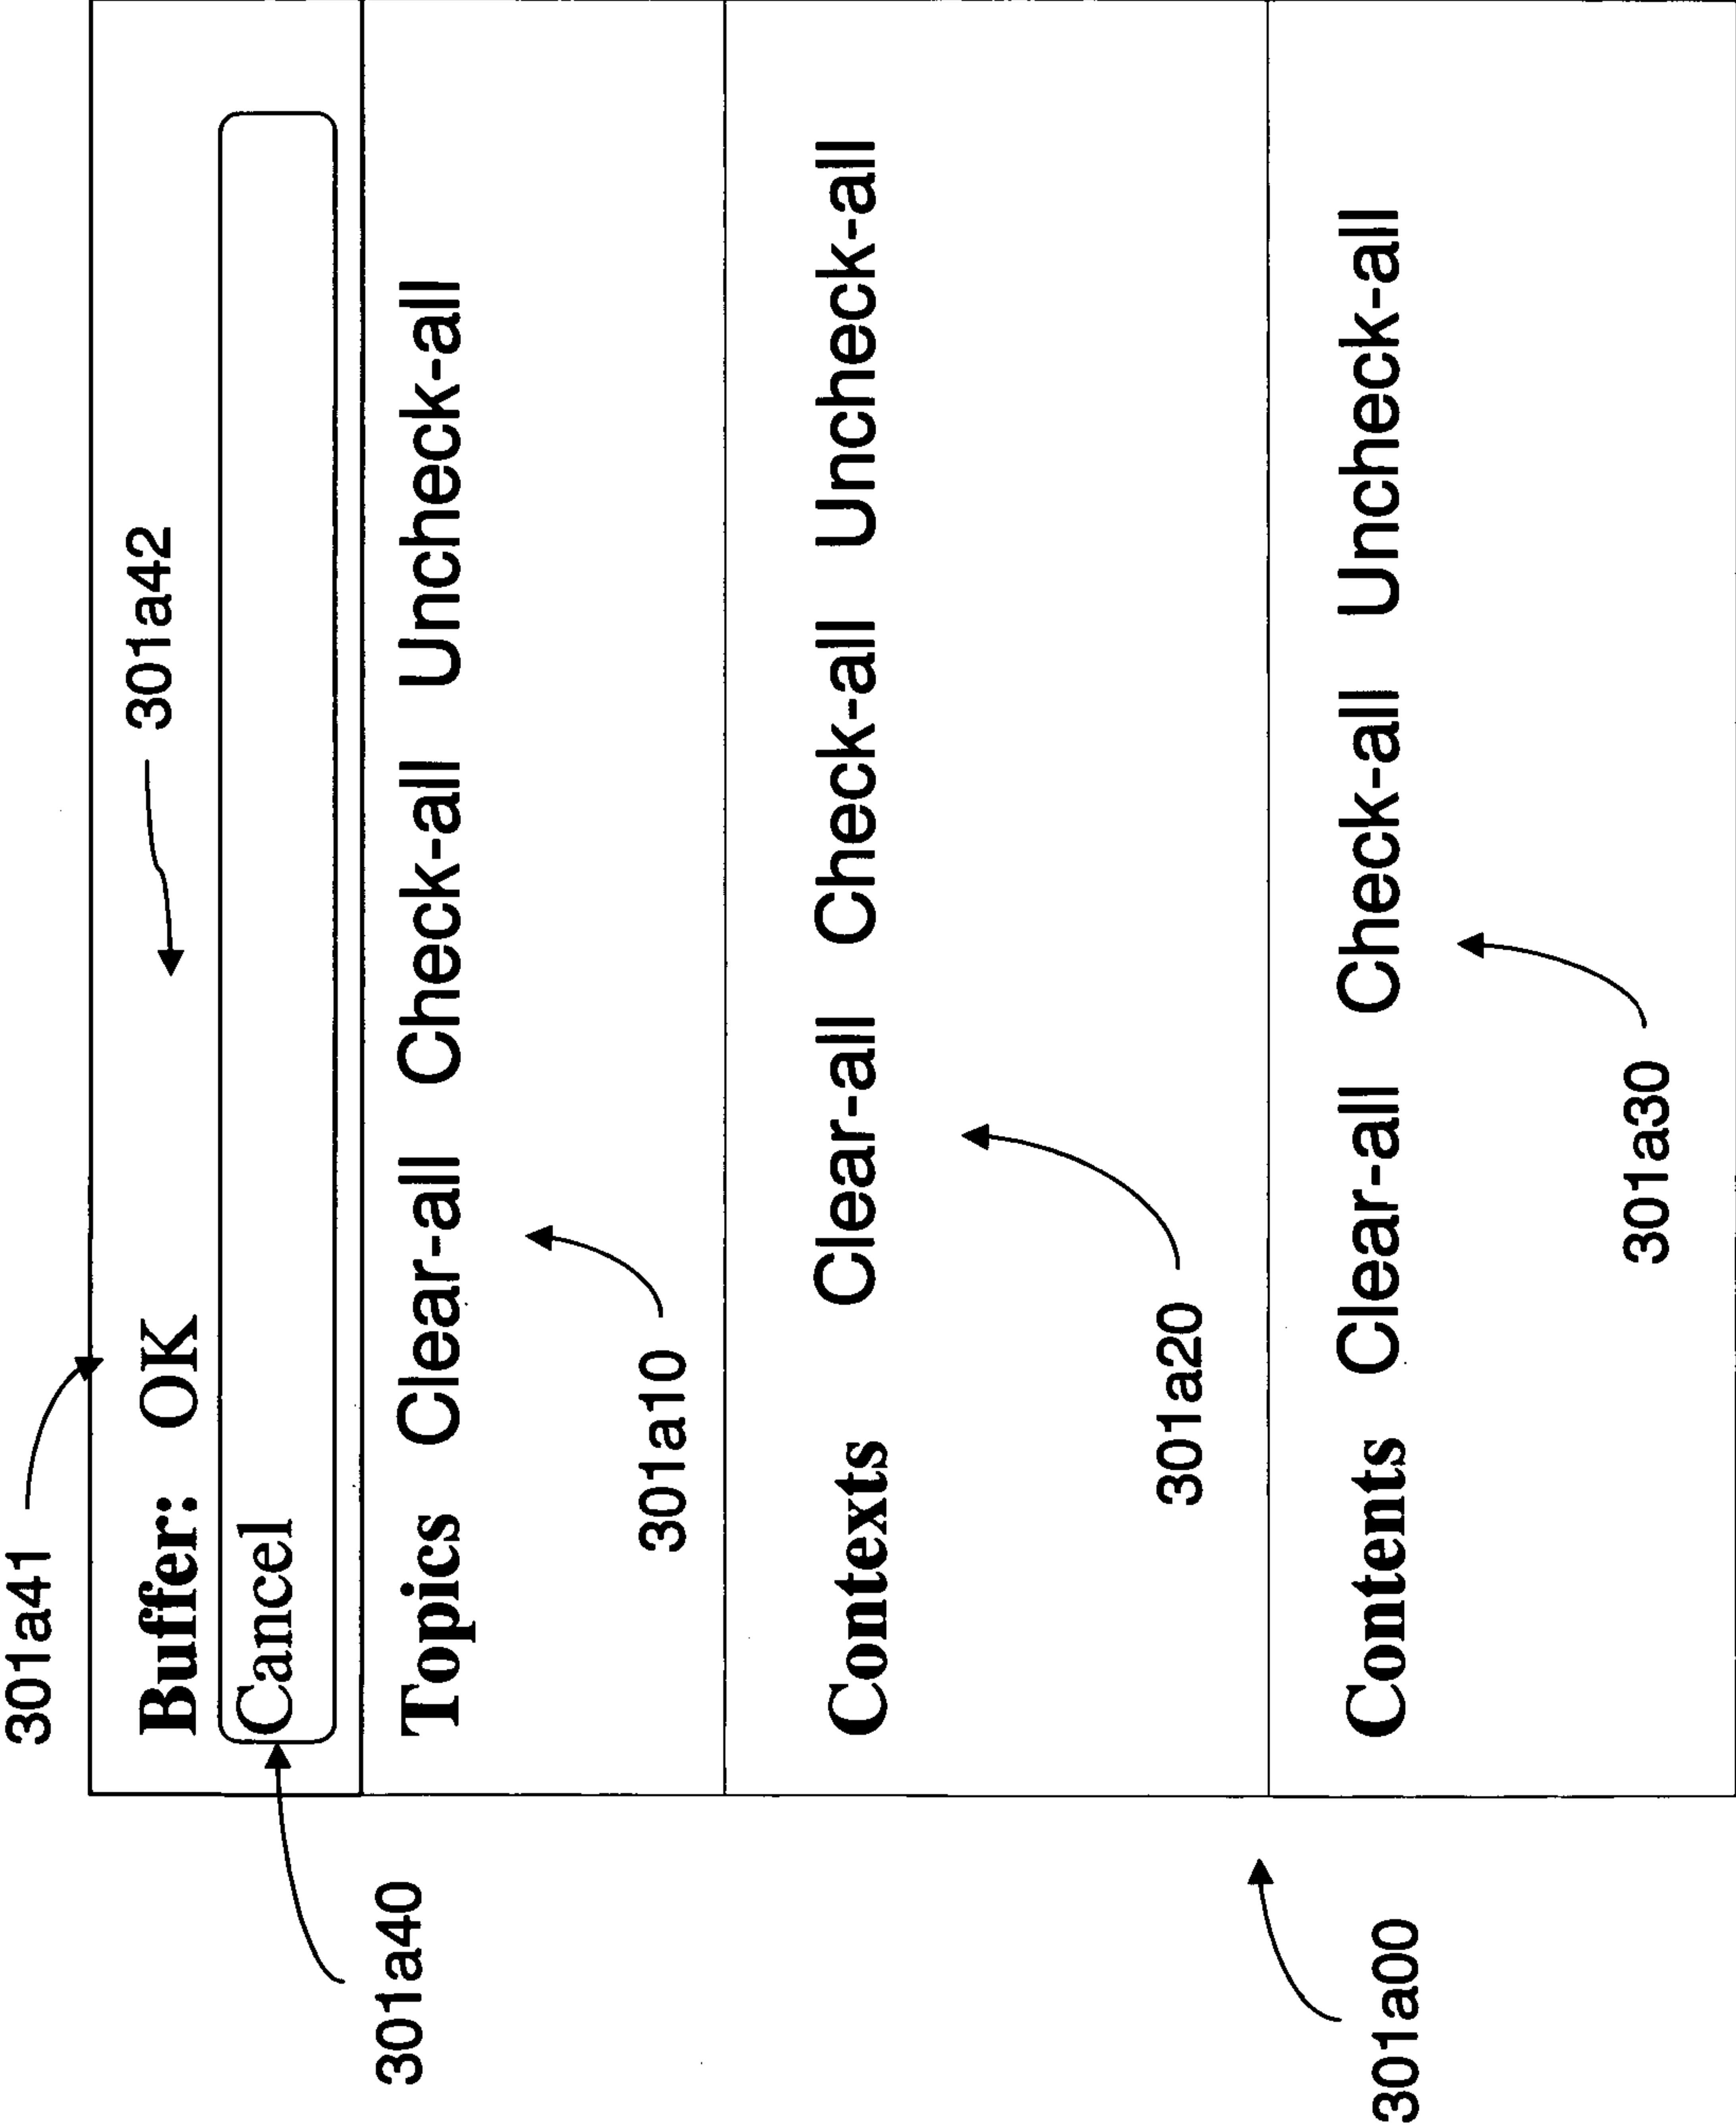 301a41
301a42
Buffer: OK
Cancel
301a40
Topics Clear-all Check-all Uncheck-all
301a10
Contexts Clear-all Check-all Uncheck-all
301a20
301a00
Contents Clear-all Check-all Uncheck-all
301a30